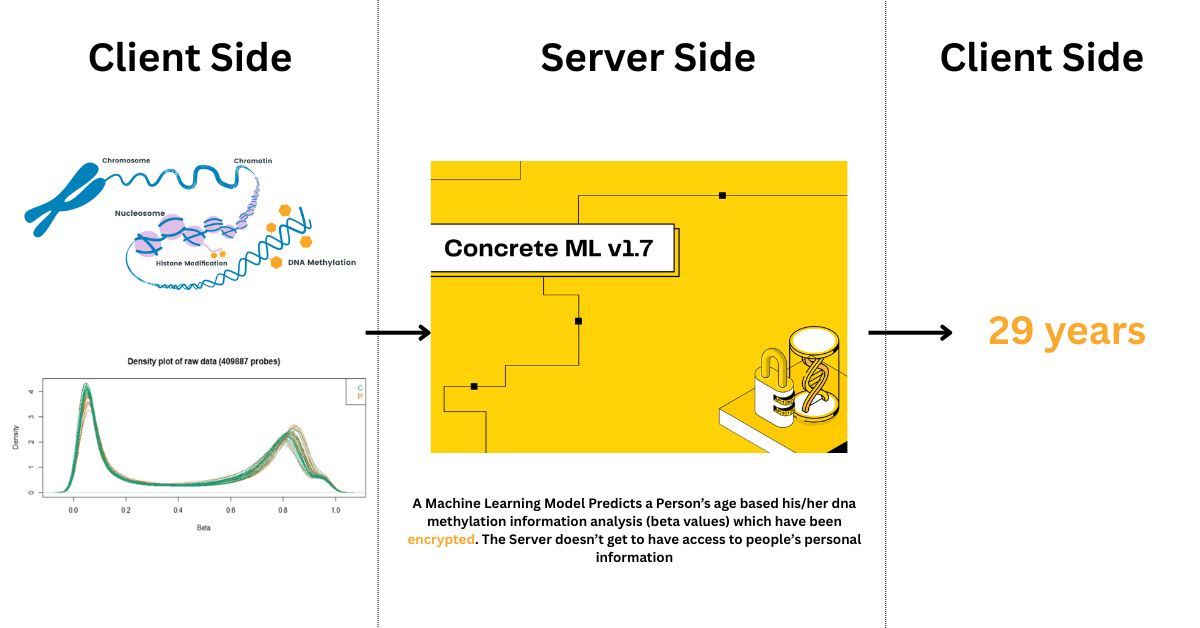 Client Side
Server Side
Client Side
Chromosome
Chromatin
Nucleosome
Histone Modification
DNA Methylation
Concrete ML v1.7
29 years
Density plot of raw data (409887 probes)
C
P
Density
4
3
2
1
0
0.0 0.2 0.4 0.6 0.8 1.0
Beta
A Machine Learning Model Predicts a Person’s age based his/her dna
methylation information analysis (beta values) which have been
encrypted. The Server doesn’t get to have access to people’s personal
information